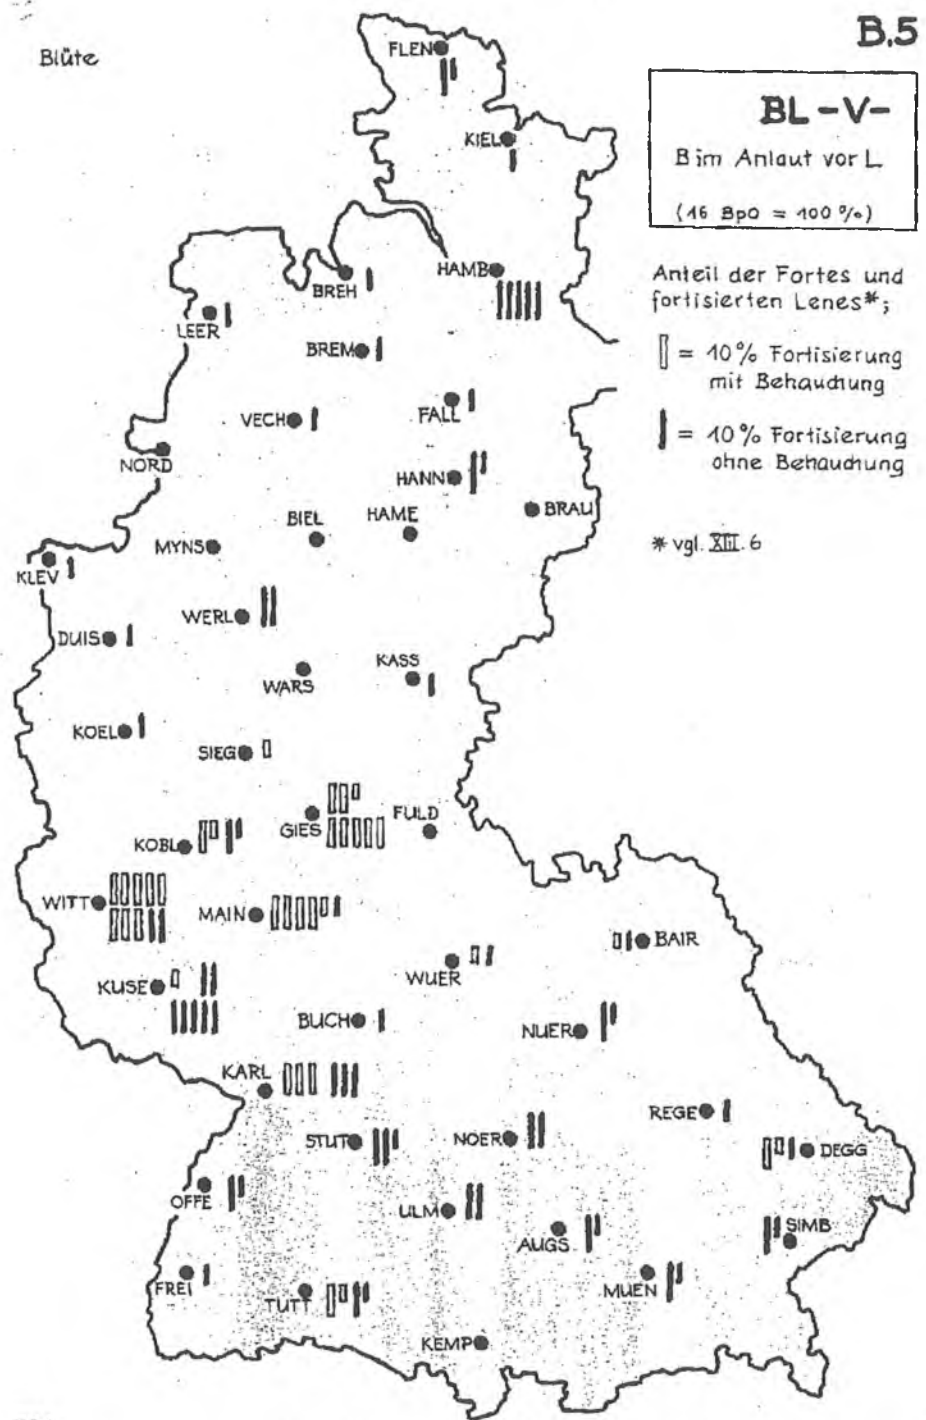 B.5
Blüte
BL-V-
B im Anlaut vor L
(16 BpO = 100 %)
Anteil der Fortes und
fortisierten Lenes*;
= 10% Fortisierung
mit Behauchung
= 10% Fortisierung
ohne Behauchung
* vgl. XIII. 6
FLEN
KIEL
HAMB
BREH
LEER
BREM
FALL
VECH
NORD
HANN
BRAU
BIEL
HAME
MYNS
KLEV
WERL
DUIS
KASS
WARS
KOEL
SIEG
GIES
FULD
KOBL
WITT
MAIN
BAIR
WUER
KUSE
BUCH
NUER
KARL
REGE
STUT
NOER
DEGG
OFFE
ULM
SIMB
AUGS
FREI
MUEN
TUTT
KEMP